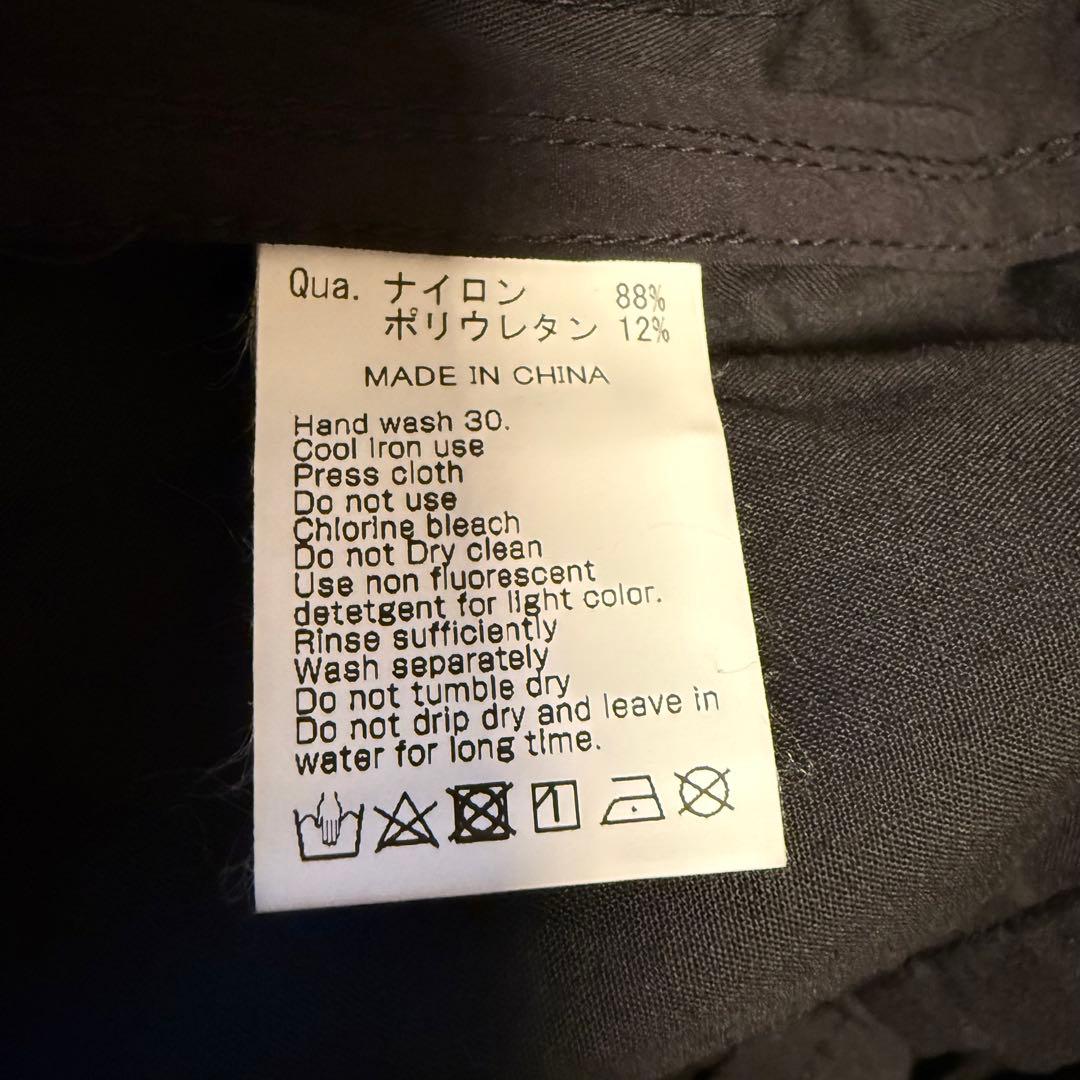 Qua. ナイロン 88%
ポリウレタン 12%
MADE IN CHINA
Hand wash 30.
Cool Iron use
Press cloth
Do not use
Chlorine bleach
Do not Dry clean
Use non fluorescent
detetgent for light color.
Rinse sufficiently
Wash separately
Do not tumble dry
Do not drip dry and leave in
water for long time.